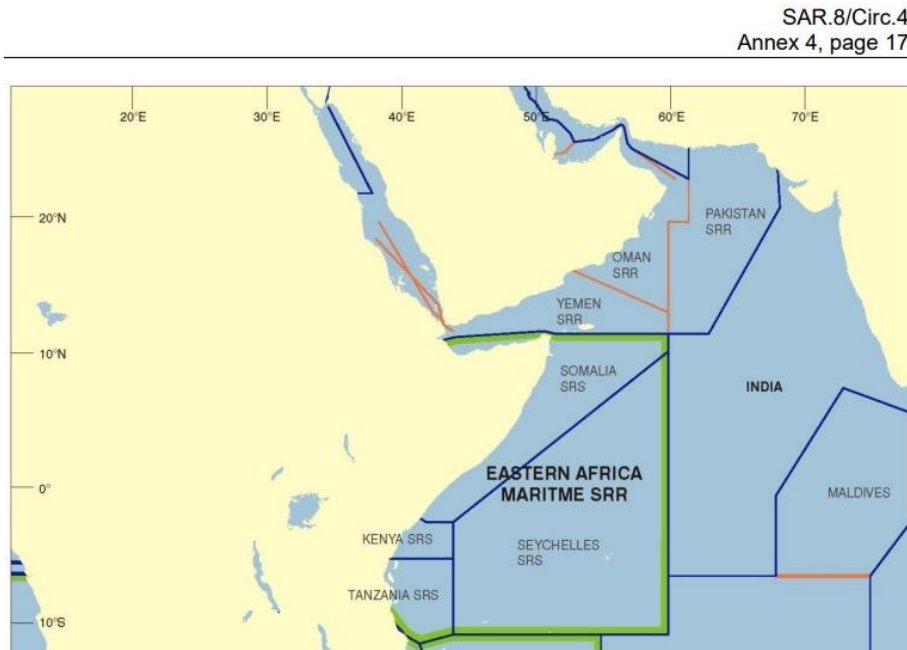 SAR.8/Circ.4
Annex 4, page 17
20°E
30°E
40°E
50°E
60°E
70°E
20°N
PAKISTAN
SRR
OMAN
SRR
YEMEN
SRR
10°N
SOMALIA
SRS
INDIA
EASTERN AFRICA
MARITME SRR
0°
MALDIVES
KENYA SRS
SEYCHELLES
SRS
TANZANIA SRS
10°S